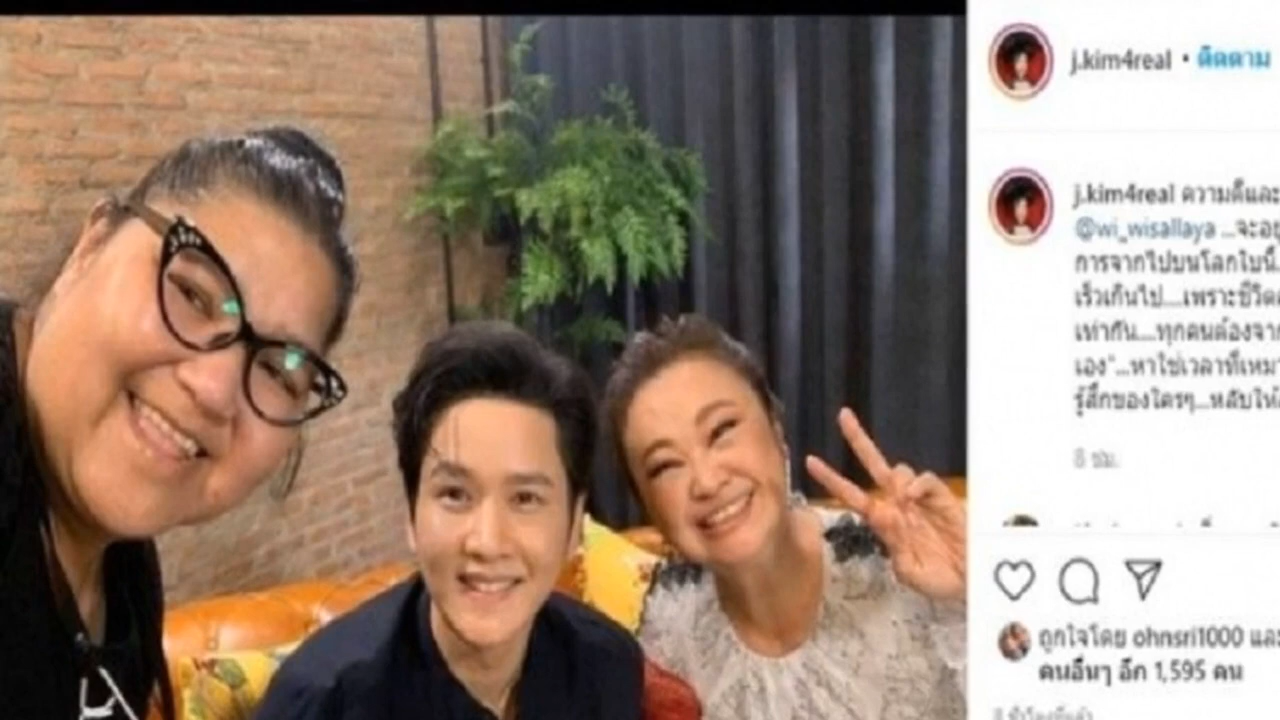 j.kim4real • ติดตาม
j.kim4real ความดีและ
@wi_wisallaya ...จะอยู่
การจากไปบนโลกใบนี้.
เร็วเกินไป....เพราะชีวิต
เท่ากัน....ทุกคนต้องจาก
เอง"...หาใช่เวลาที่เหมา
รู้สึกของใครๆ...หลับให้
8 ชม.
ถูกใจโดย ohnsri1000 และ
คนอื่นๆ อีก 1,595 คน